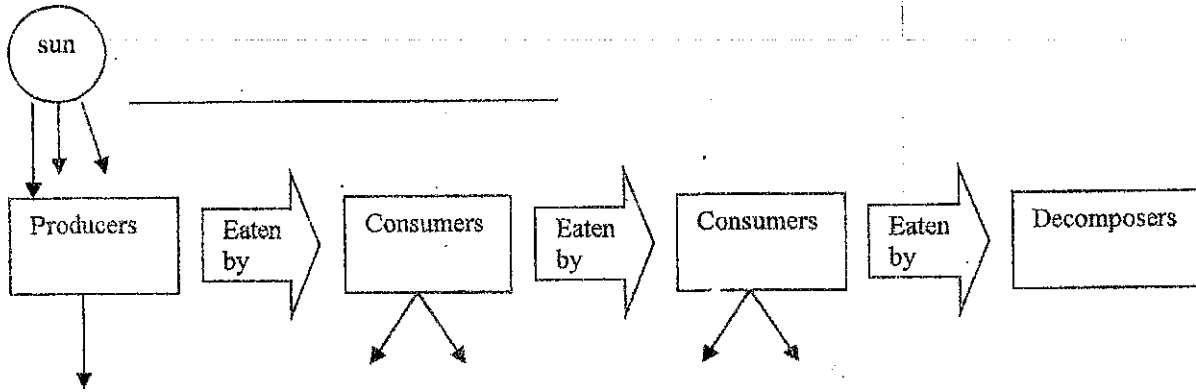 sun
Producers
Eaten
by
Consumers
Eaten
by
Consumers
Eaten
by
Decomposers